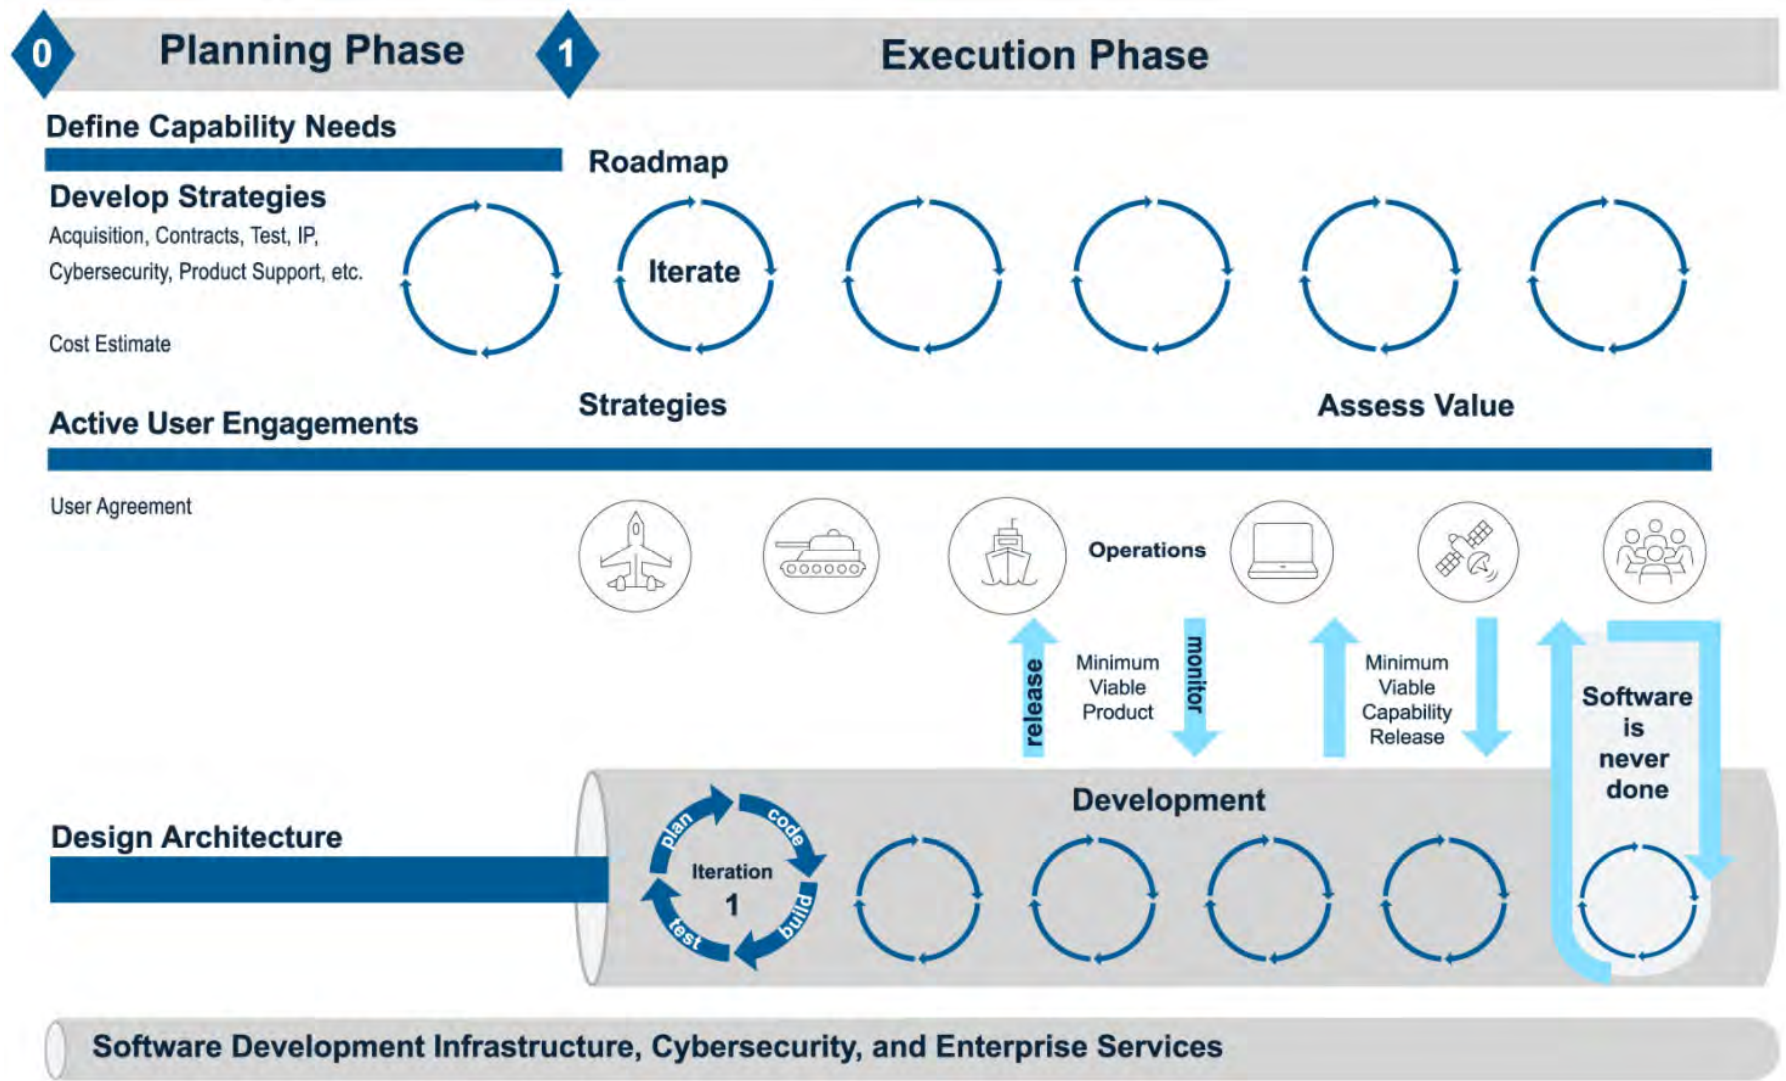 0
Planning Phase
1
Execution Phase
Define Capability Needs
Roadmap
Develop Strategies
Acquisition, Contracts, Test, IP,
Cybersecurity, Product Support, etc.
Iterate
Cost Estimate
Strategies
Assess Value
Active User Engagements
User Agreement
Operations
release
Minimum
Viable
Product
monitor
Minimum
Viable
Capability
Release
Software
is
never
done
Development
Design Architecture
plan
code
build
test
Iteration
1
Software Development Infrastructure, Cybersecurity, and Enterprise Services